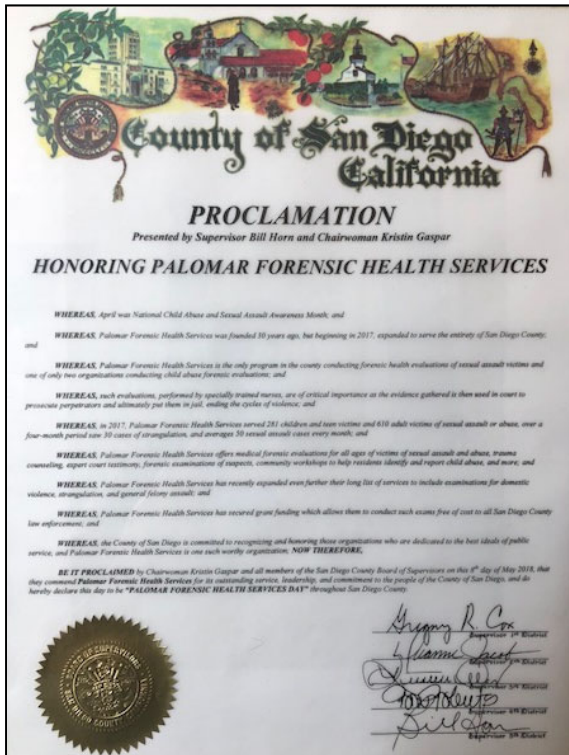 County of San Diego
California
PROCLAMATION
Presented by Supervisor Bill Horn and Chairwoman Kristin Gaspar
HONORING PALOMAR FORENSIC HEALTH SERVICES
WHEREAS, April was National Child Abuse and Sexual Assault Awareness Month; and
WHEREAS, Palomar Forensic Health Services was founded 30 years ago, but beginning in 2017, expanded to serve the entirety of San Diego County;
and
WHEREAS, Palomar Forensic Health Services is the only program in the county conducting forensic health evaluations of sexual assault victims and
one of only two organizations conducting child abuse forensic evaluations; and
WHEREAS, such evaluations, performed by specially trained nurses, are of critical importance as the evidence gathered is then used in court to
prosecute perpetrators and ultimately put them in jail, ending the cycles of violence; and
WHEREAS, in 2017, Palomar Forensic Health Services served 281 children and teen victims and 610 adult victims of sexual assault or abuse, over a
four-month period saw 30 cases of strangulation, and averages 50 sexual assault cases every month; and
WHEREAS, Palomar Forensic Health Services offers medical forensic evaluations for all ages of victims of sexual assault and abuse, trauma
counseling, expert court testimony, forensic examinations of suspects, community workshops to help residents identify and report child abuse, and more; and
WHEREAS, Palomar Forensic Health Services has recently expanded even further their long list of services to include examinations for domestic
violence, strangulation, and general felony assault; and
WHEREAS, Palomar Forensic Health Services has secured grant funding which allows them to conduct such exams free of cost to all San Diego County
law enforcement; and
WHEREAS, the County of San Diego is committed to recognizing and honoring those organizations who are dedicated to the best ideals of public
service, and Palomar Forensic Health Services is one such worthy organization; NOW THEREFORE,
BE IT PROCLAIMED by Chairwoman Kristin Gaspar and all members of the San Diego County Board of Supervisors on this 8th day of May 2018, that
they commend Palomar Forensic Health Services for its outstanding service, leadership, and commitment to the people of the County of San Diego, and do
hereby declare this day to be "PALOMAR FORENSIC HEALTH SERVICES DAY" throughout San Diego County.
Gregory R. Cox
Supervisor 1st District
Dianne Jacob
Supervisor 2nd District
Supervisor 3rd District
Supervisor 4th District
Bill Horn
Supervisor 5th District